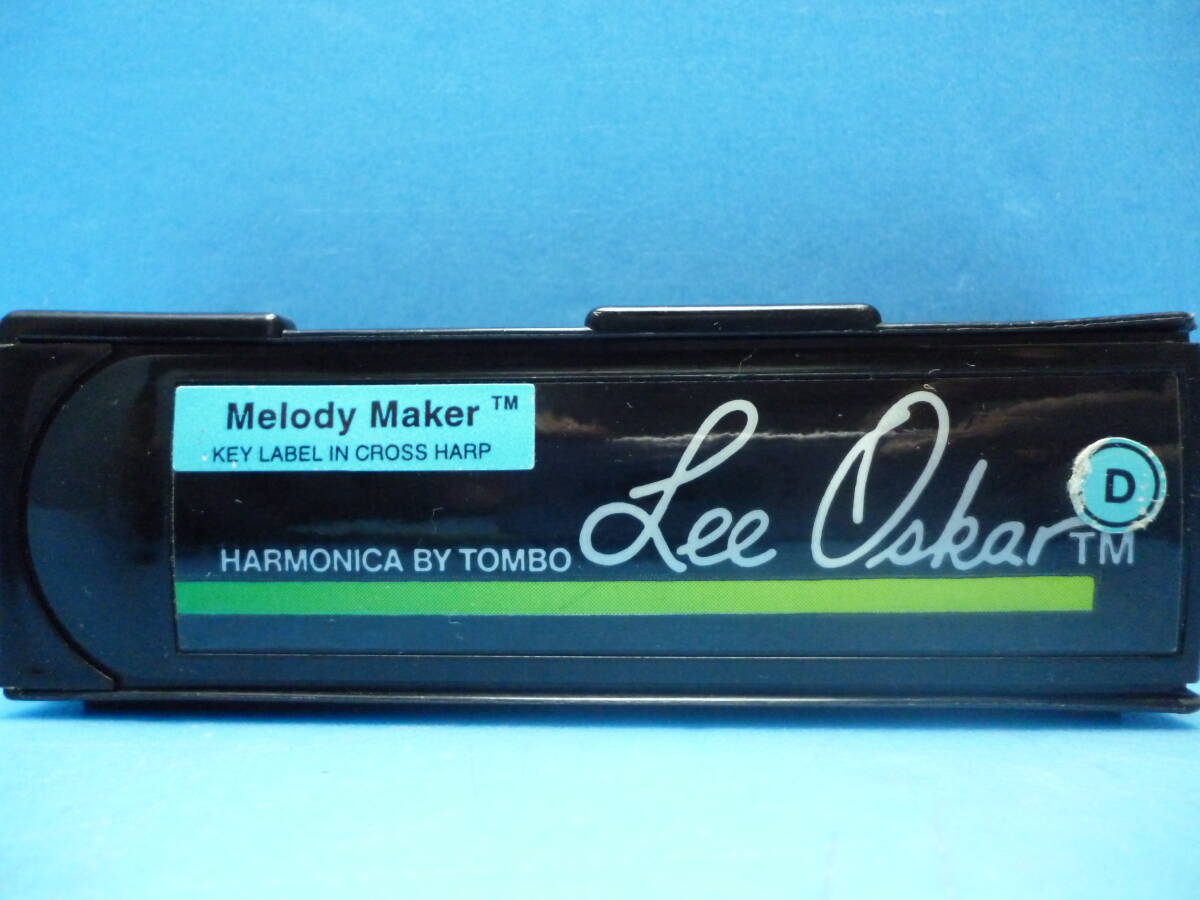 Melody Maker ™
KEY LABEL IN CROSS HARP
HARMONICA BY TOMBO Lee Oskar TM
D